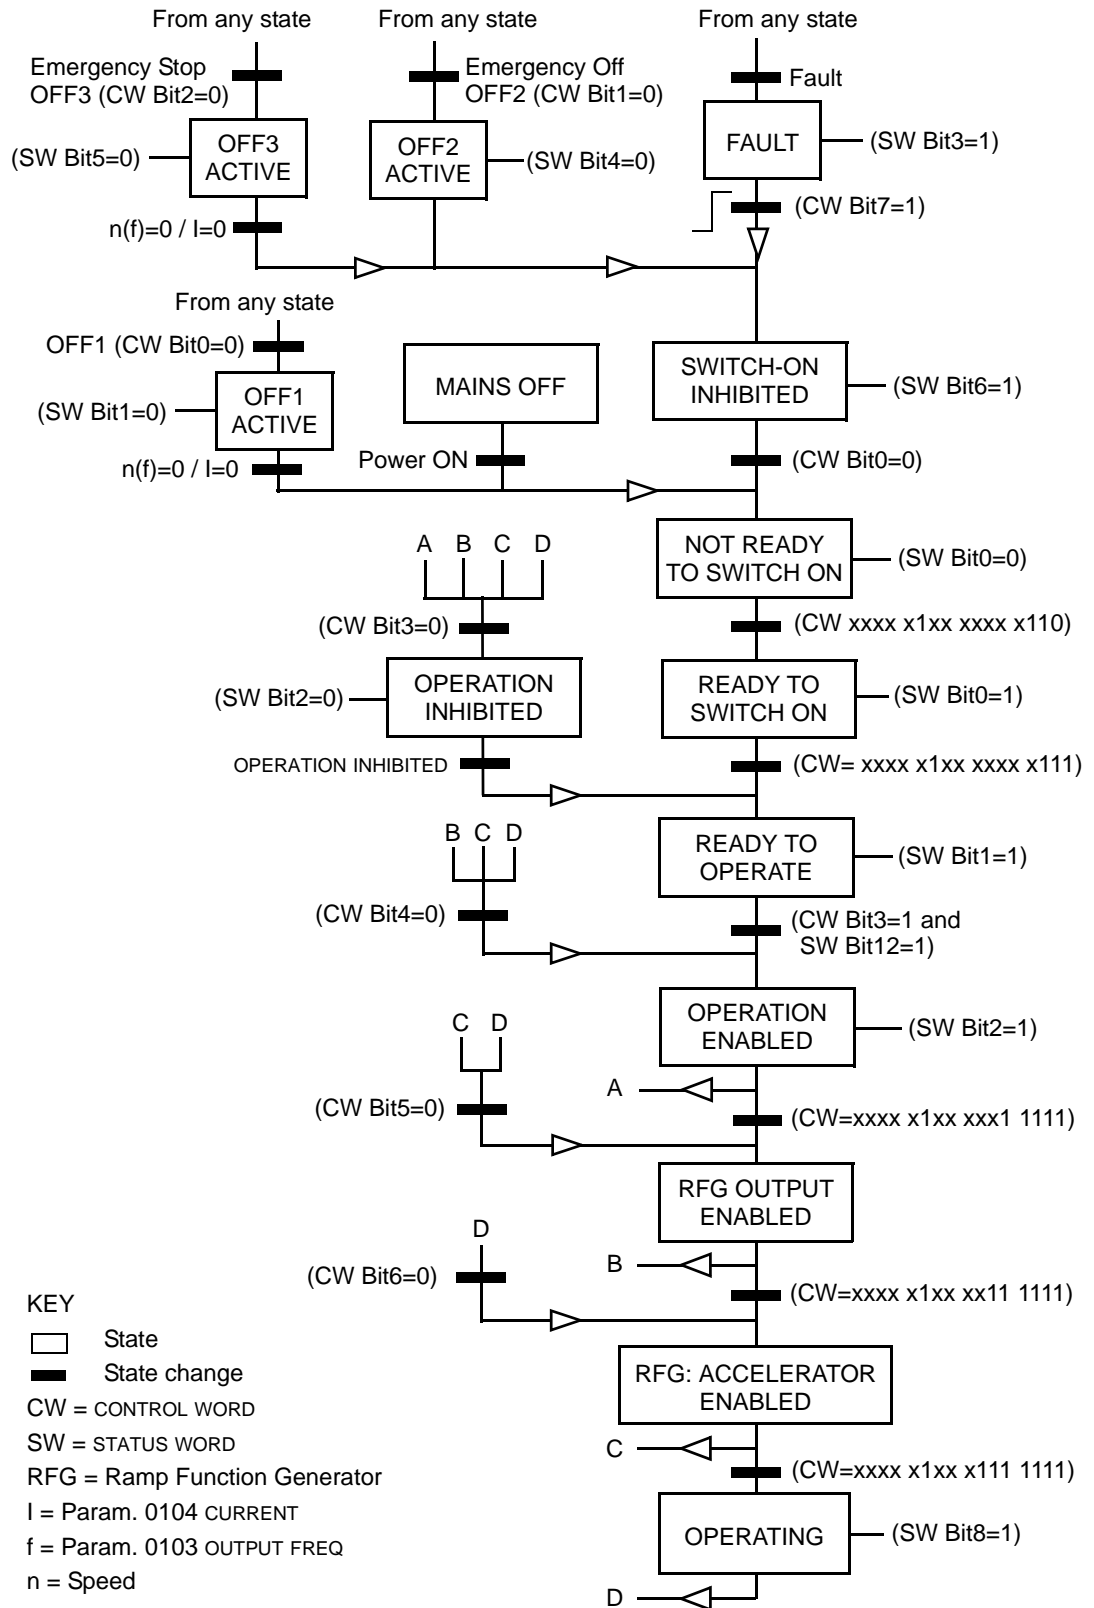 From any state
From any state
From any state
Emergency Stop
OFF3 (CW Bit2=0)
Emergency Off
OFF2 (CW Bit1=0)
Fault
(SW Bit5=0)
OFF3
ACTIVE
OFF2
ACTIVE
(SW Bit4=0)
FAULT
(SW Bit3=1)
n(f)=0 / I=0
(CW Bit7=1)
From any state
OFF1 (CW Bit0=0)
(SW Bit1=0)
OFF1
ACTIVE
MAINS OFF
SWITCH-ON
INHIBITED
(SW Bit6=1)
n(f)=0 / I=0
Power ON
(CW Bit0=0)
A B C D
NOT READY
TO SWITCH ON
(SW Bit0=0)
(CW Bit3=0)
(CW xxxx x1xx xxxx x110)
(SW Bit2=0)
OPERATION
INHIBITED
READY TO
SWITCH ON
(SW Bit0=1)
OPERATION INHIBITED
(CW= xxxx x1xx xxxx x111)
B C D
READY TO
OPERATE
(SW Bit1=1)
(CW Bit4=0)
(CW Bit3=1 and
SW Bit12=1)
C D
OPERATION
ENABLED
(SW Bit2=1)
A
(CW Bit5=0)
(CW=xxxx x1xx xxx1 1111)
RFG OUTPUT
ENABLED
D
B
(CW Bit6=0)
(CW=xxxx x1xx xx11 1111)
RFG: ACCELERATOR
ENABLED
C
(CW=xxxx x1xx x111 1111)
OPERATING
(SW Bit8=1)
D
KEY
State
State change
CW = CONTROL WORD
SW = STATUS WORD
RFG = Ramp Function Generator
I = Param. 0104 CURRENT
f = Param. 0103 OUTPUT FREQ
n = Speed